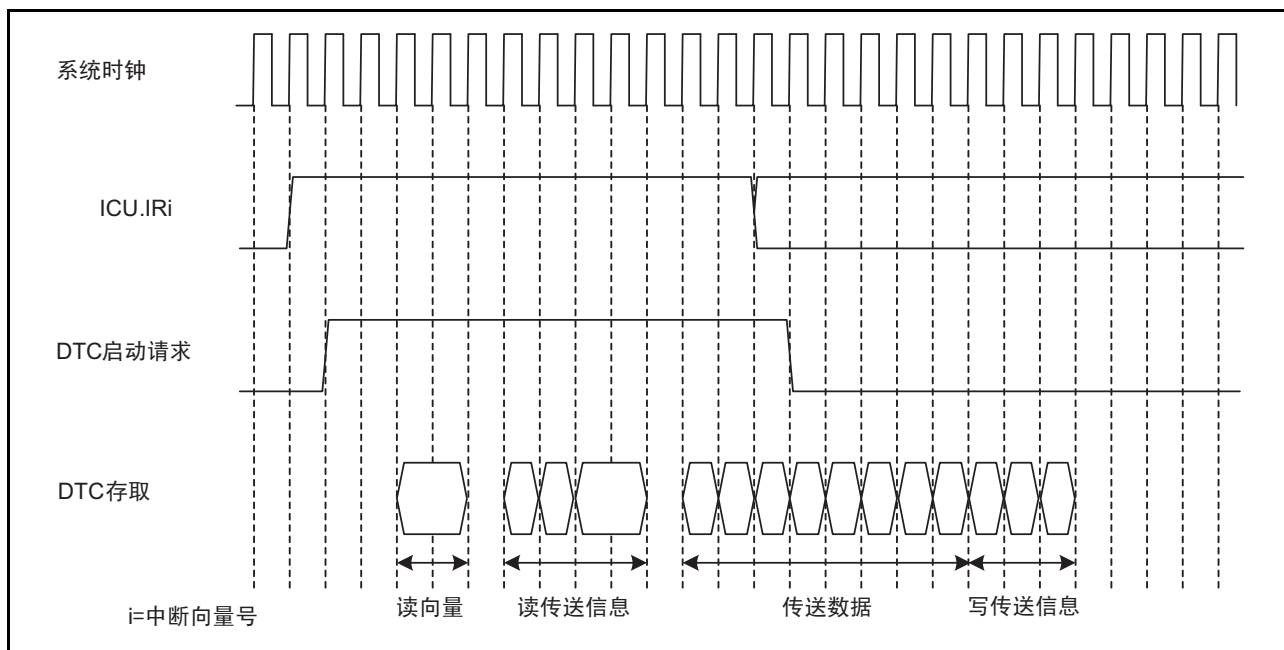 系统时钟
ICU.IRi
DTC启动请求
DTC存取
读向量
读传送信息
传送数据
写传送信息
i=中断向量号